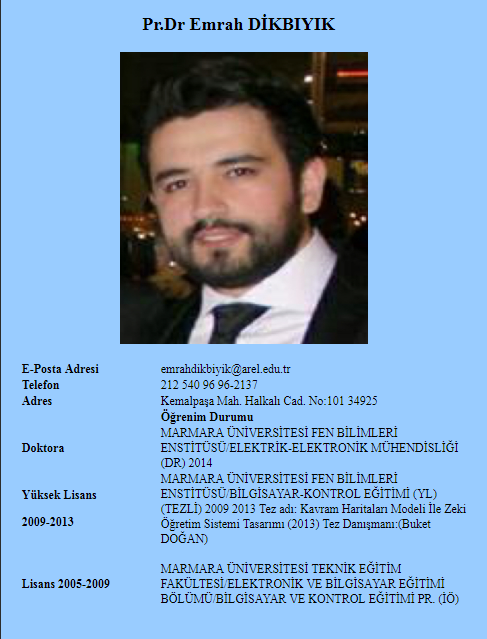 Pr.Dr Emrah DİKBIYIK
E-Posta Adresi emrahdikbiyik@arel.edu.tr
Telefon 212 540 96 96-2137
Adres Kemalpaşa Mah. Halkalı Cad. No:101 34925
Öğrenim Durumu
MARMARA ÜNİVERSİTESİ FEN BİLİMLERİ
Doktora ENSTİTÜSÜ/ELEKTRİK-ELEKTRONİK MÜHENDİSLİĞİ
(DR) 2014
MARMARA ÜNİVERSİTESİ FEN BİLİMLERİ
Yüksek Lisans ENSTİTÜSÜ/BİLGİSAYAR-KONTROL EĞİTİMİ (YL)
(TEZLİ) 2009 2013 Tez adı: Kavram Haritaları Modeli İle Zeki
2009-2013 Öğretim Sistemi Tasarımı (2013) Tez Danışmanı:(Buket
DOĞAN)
MARMARA ÜNİVERSİTESİ TEKNİK EĞİTİM
Lisans 2005-2009 FAKÜLTESİ/ELEKTRONİK VE BİLGİSAYAR EĞİTİMİ
BÖLÜMÜ/BİLGİSAYAR VE KONTROL EĞİTİMİ PR. (İÖ)